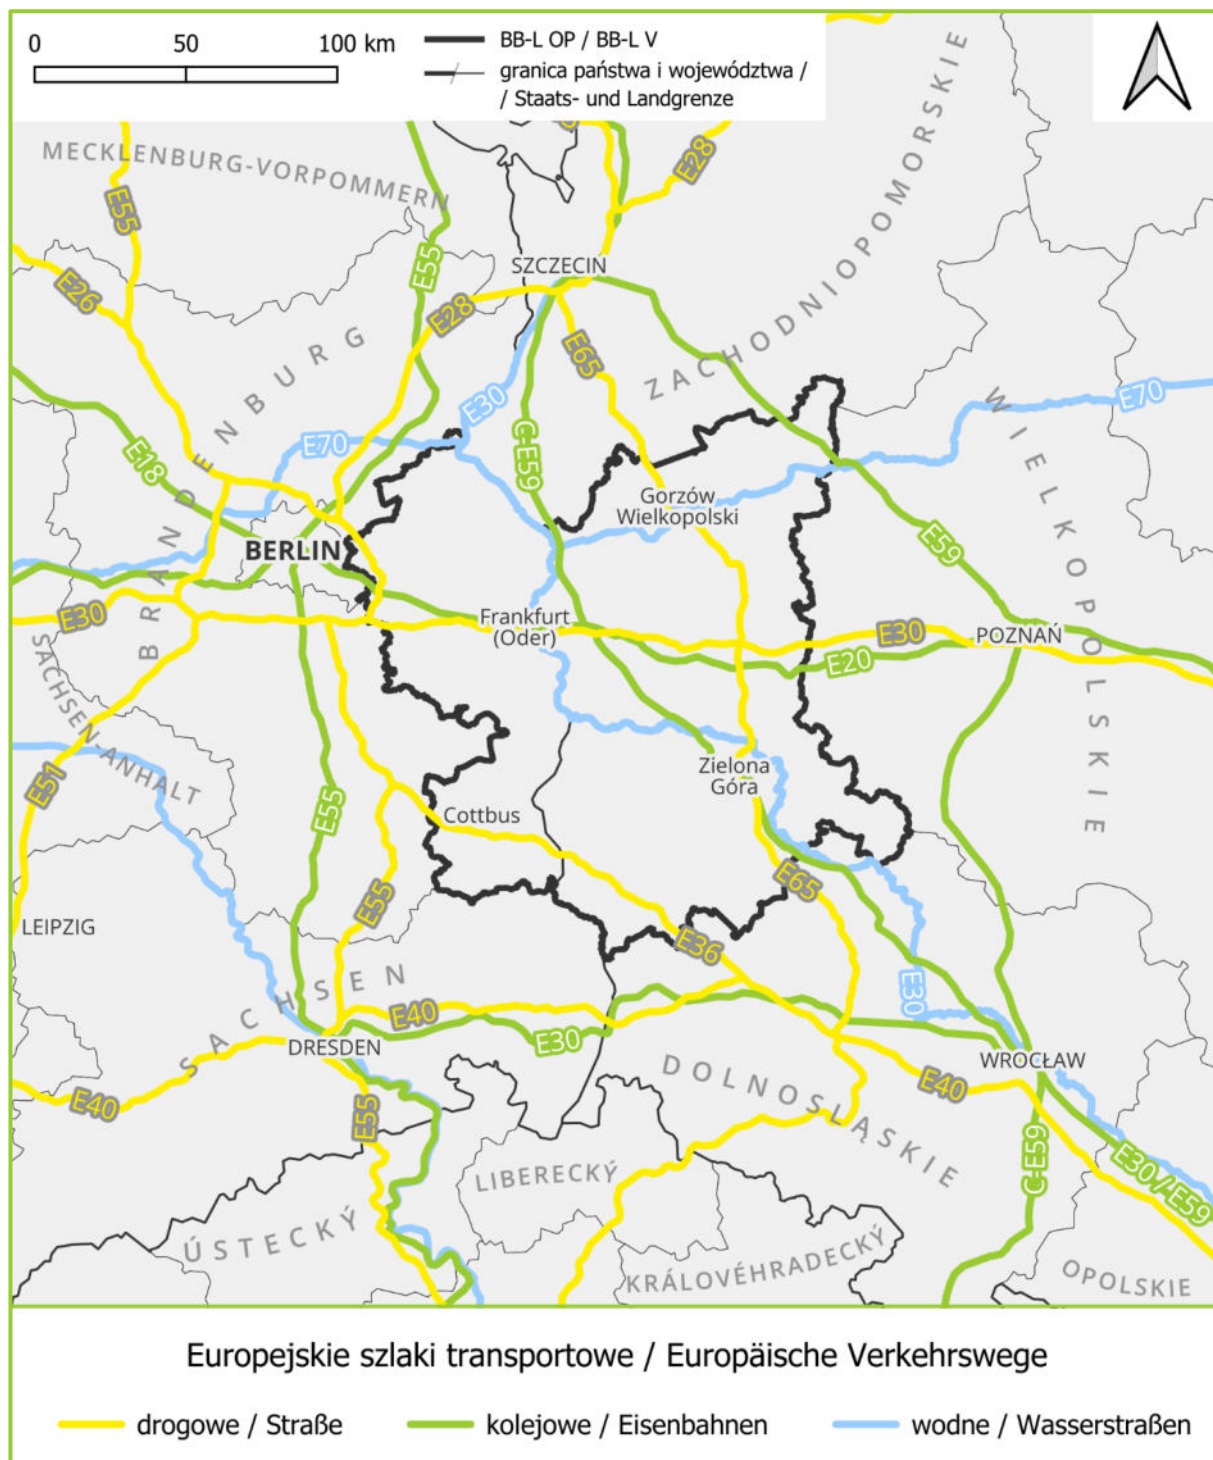 0 50 100 km
BB-L OP / BB-L V
granica państwa i województwa /
/ Staats- und Landgrenze
MECKLENBURG-VORPOMMERN
ZACHODNIOPOMORSKIE
E28
E55
E55
SZCZECIN
E26
E28
E65
BRANDENBURG
E30
E70
WIELKOPOLSKIE
E70
C-E59
E18
Gorzów
Wielkopolski
E59
BERLIN
E30
Frankfurt
(Oder)
E30
POZNAŃ
E20
SACHSEN-ANHALT
E51
Zielona
Góra
E55
Cottbus
E65
E55
LEIPZIG
E36
SACHSEN
E30
E40
E30
DRESDEN
DOLNOSLĄSKIE
WROCŁAW
E40
E40
E55
LIBERECKÝ
C-E59
E30 / E59
ÚSTECKÝ
KRÁLOVÉHRADECKÝ
OPOLSKIE
Europejskie szlaki transportowe / Europäische Verkehrswege
drogowe / Straße
kolejowe / Eisenbahnen
wodne / Wasserstraßen